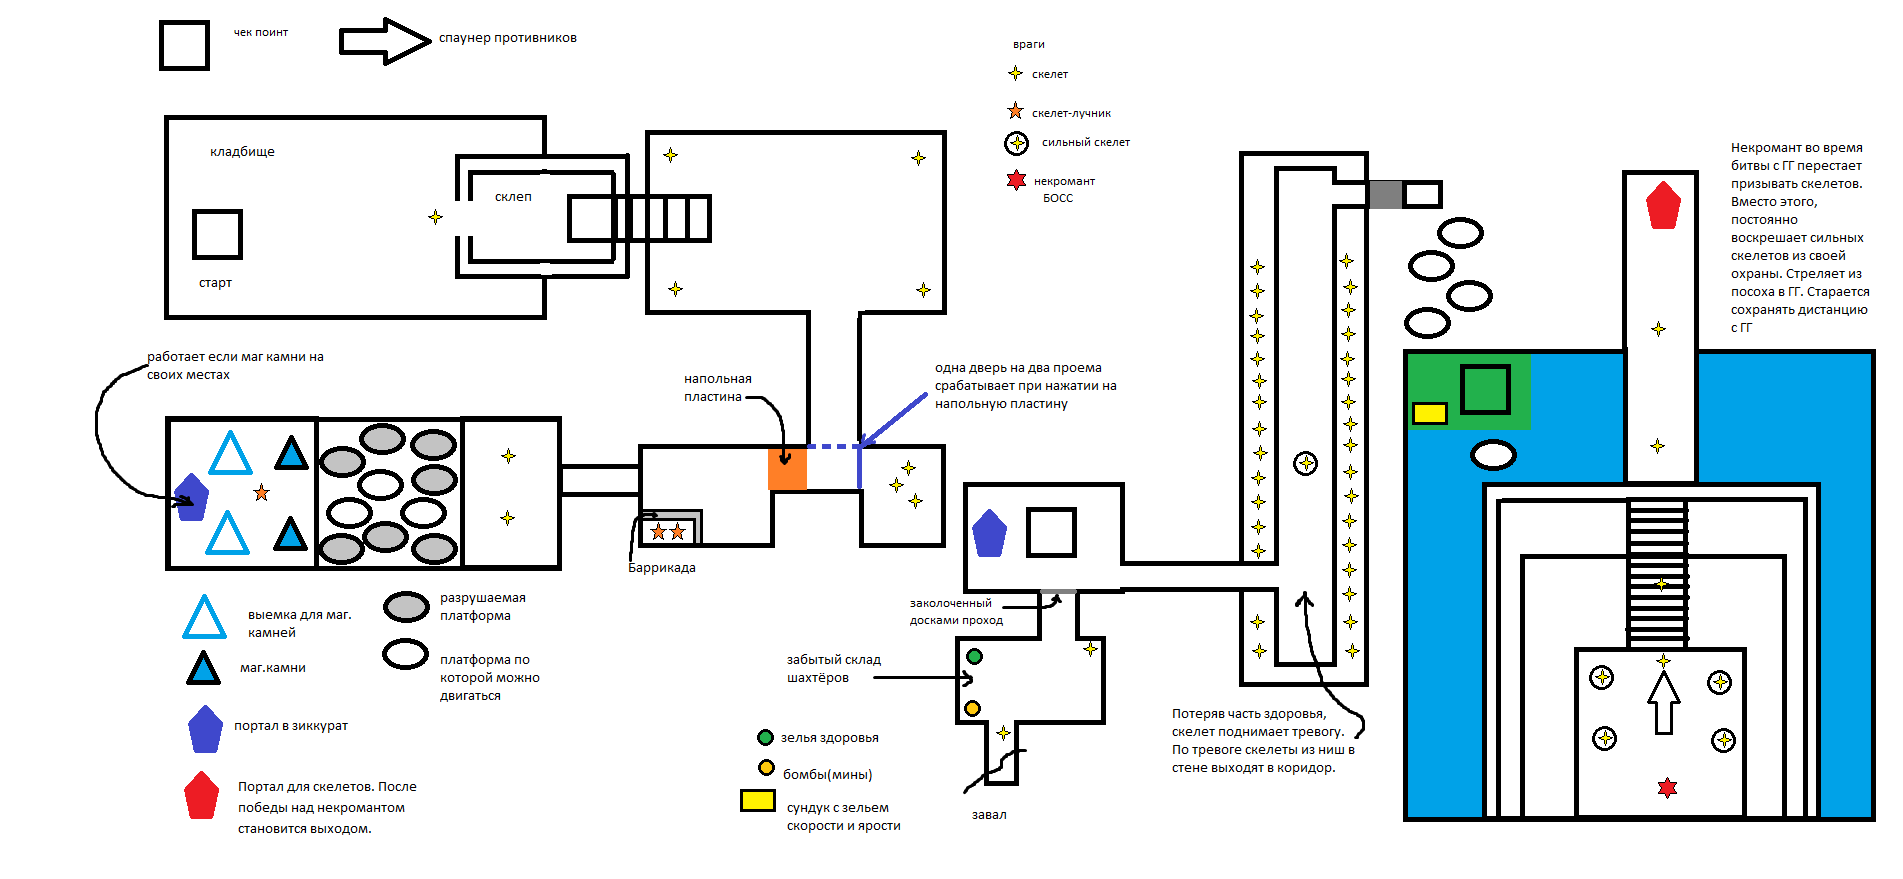 чек поинт
спаунер противников
враги
скелет
скелет-лучник
сильный скелет
некромант
БОСС
кладбище
склеп
старт
Некромант во время
битвы с ГГ перестает
призывать скелетов.
Вместо этого,
постоянно
воскрешает сильных
скелетов из своей
охраны. Стреляет из
посоха в ГГ. Старается
сохранять дистанцию
с ГГ
работает если маг камни на
своих местах
напольная
пластина
одна дверь на два проема
срабатывает при нажатии на
напольную пластину
Баррикада
выемка для маг.
камней
маг.камни
портал в зиккурат
Портал для скелетов. После
победы над некромантом
становится выходом.
разрушаемая
платформа
платформа по
которой можно
двигаться
заколоченный
досками проход
забытый склад
шахтёров
зелья здоровья
бомбы(мины)
сундук с зельем
скорости и ярости
завал
Потеряв часть здоровья,
скелет поднимает тревогу.
По тревоге скелеты из ниш в
стене выходят в коридор.